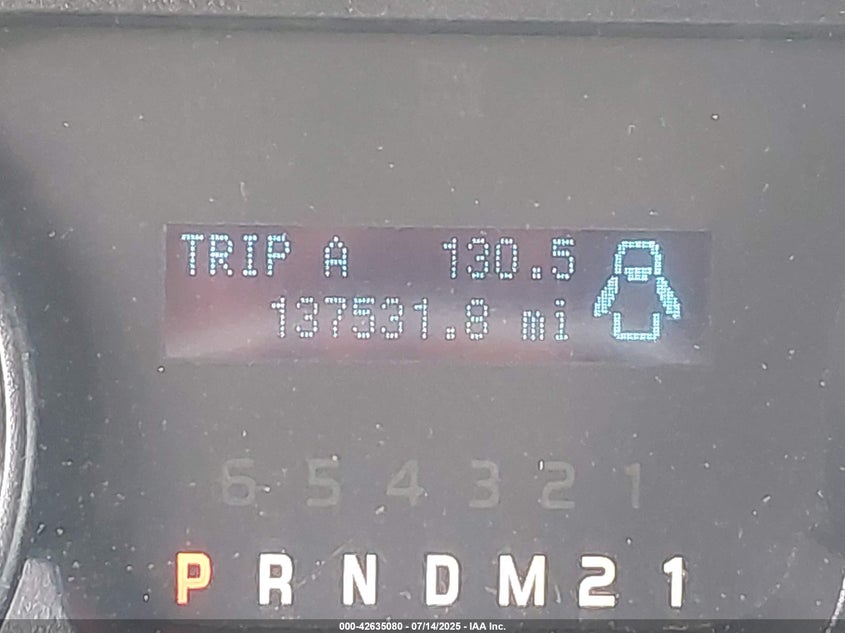 TRIP A 130.5
137531.8 mi
6 5 4 3 2 1
P R N D M 2 1
000-42635080 - 07/14/2025 - IAA Inc.